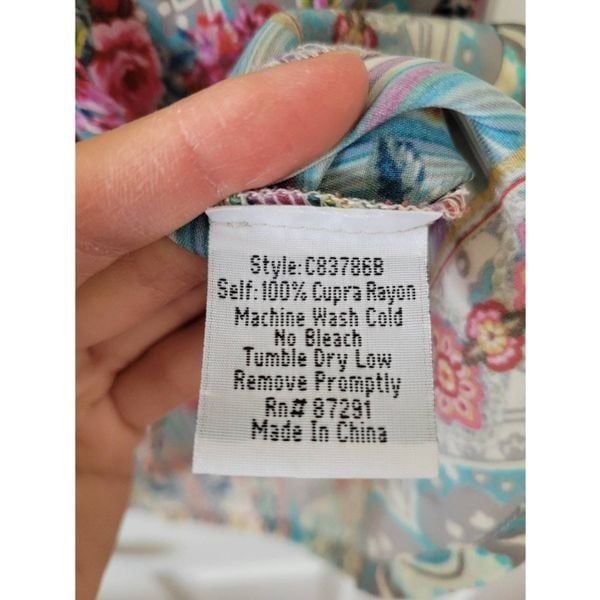 Style:C83786B
Self:100% Cupra Rayon
Machine Wash Cold
No Bleach
Tumble Dry Low
Remove Promptly
Rn# 87291
Made In China